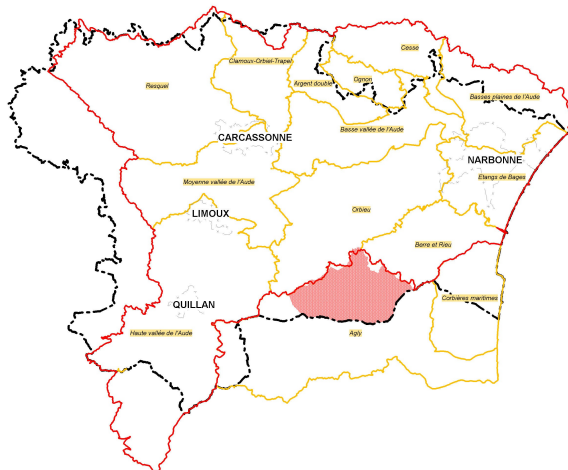 Cesse
Clamoux-Orbiel-Trapel
Resquel
Argent double
Ognon
Basses plaines de l'Aude
Basse vallée de l'Aude
CARCASSONNE
NARBONNE
Etangs de Bages
Moyenne vallée de l'Aude
LIMOUX
Orbieu
Berre et Rieu
QUILLAN
Corbières maritimes
Haute vallée de l'Aude
Agly